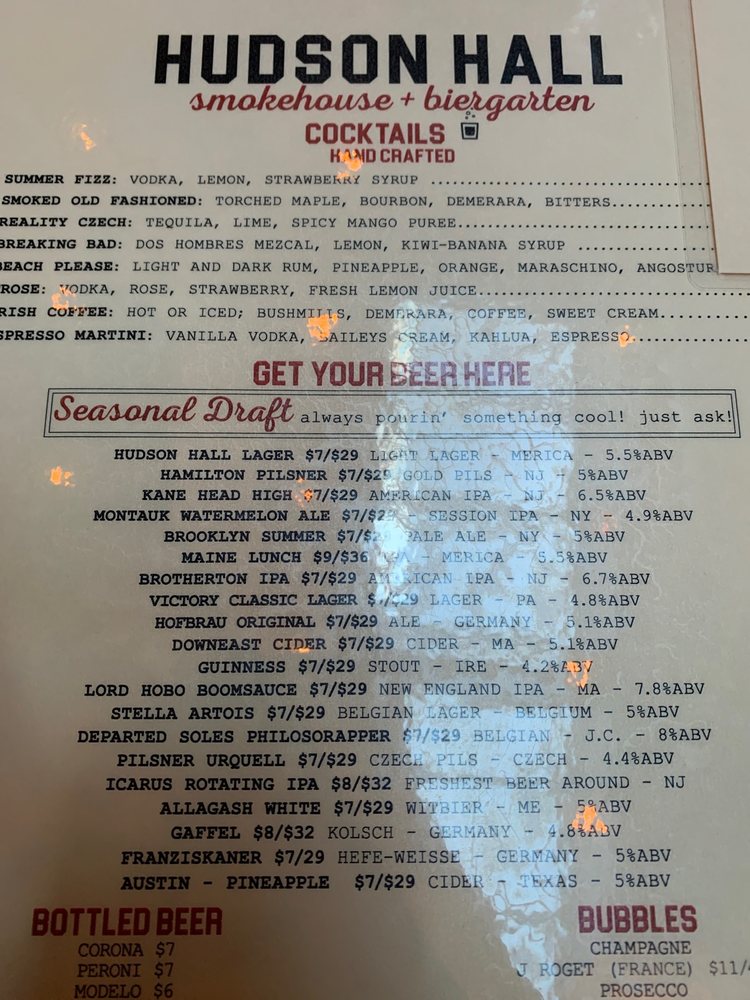 HUDSON HALL
smokehouse + biergarten
COCKTAILS
HAND CRAFTED
SUMMER FIZZ: VODKA, LEMON, STRAWBERRY SYRUP ..................................
SMOKED OLD FASHIONED: TORCHED MAPLE, BOURBON, DEMERARA, BITTERS............
REALITY CZECH: TEQUILA, LIME, SPICY MANGO PUREE...............................
BREAKING BAD: DOS HOMBRES MEZCAL, LEMON, KIWI-BANANA SYRUP .................
BEACH PLEASE: LIGHT AND DARK RUM, PINEAPPLE, ORANGE, MARASCHINO, ANGOSTUR
ROSE: VODKA, ROSE, STRAWBERRY, FRESH LEMON JUICE...............................
RISH COFFEE: HOT OR ICED; BUSHMILLS, DEMERARA, COFFEE, SWEET CREAM..........
SPRESSO MARTINI: VANILLA VODKA, BAILEYS CREAM, KAHLUA, ESPRESSO...............
GET YOUR BEER HERE
Seasonal Draft always pourin' something cool! just ask!
HUDSON HALL LAGER $7/$29 LIGHT LAGER - MERICA - 5.5%ABV
HAMILTON PILSNER $7/$29 GOLD PILS - NJ - 5%ABV
KANE HEAD HIGH $7/$29 AMERICAN IPA - NJ - 6.5%ABV
MONTAUK WATERMELON ALE $7/$29 - SESSION IPA - NY - 4.9%ABV
BROOKLYN SUMMER $7/$29 PALE ALE - NY - 5%ABV
MAINE LUNCH $9/$36 IPA - MERICA - 5.5%ABV
BROTHERTON IPA $7/$29 AMERICAN IPA - NJ - 6.7%ABV
VICTORY CLASSIC LAGER $7/$29 LAGER - PA - 4.8%ABV
HOFBRAU ORIGINAL $7/$29 ALE - GERMANY - 5.1%ABV
DOWNEAST CIDER $7/$29 CIDER - MA - 5.1%ABV
GUINNESS $7/$29 STOUT - IRE - 4.2%ABV
LORD HOBO BOOMSAUCE $7/$29 NEW ENGLAND IPA - MA - 7.8%ABV
STELLA ARTOIS $7/$29 BELGIAN LAGER - BELGIUM - 5%ABV
DEPARTED SOLES PHILOSORAPPER $7/$29 BELGIAN - J.C. - 8%ABV
PILSNER URQUELL $7/$29 CZECH PILS - CZECH - 4.4%ABV
ICARUS ROTATING IPA $8/$32 FRESHEST BEER AROUND - NJ
ALLAGASH WHITE $7/$29 WITBIER - ME - 5%ABV
GAFFEL $8/$32 KOLSCH - GERMANY - 4.8%ABV
FRANZISKANER $7/29 HEFE-WEISSE - GERMANY - 5%ABV
AUSTIN - PINEAPPLE $7/$29 CIDER - TEXAS - 5%ABV
BOTTLED BEER
CORONA $7
PERONI $7
MODELO $6
BUBBLES
CHAMPAGNE
J ROGET (FRANCE) $11/4
PROSECCO